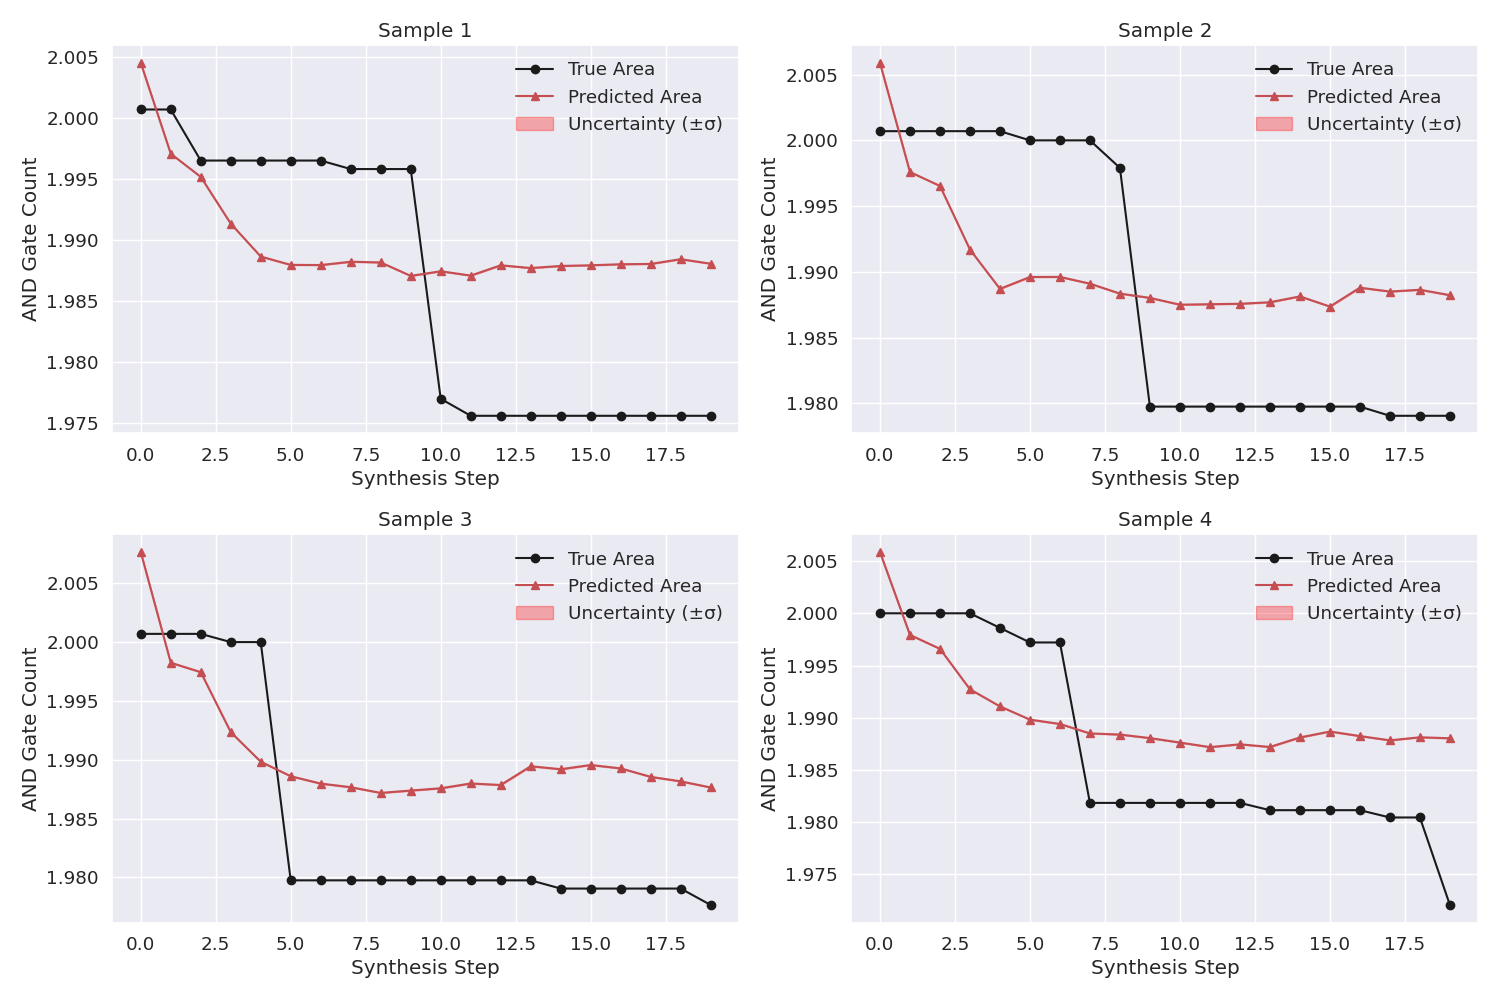 Sample 1
2.005
2.000
1.995
1.990
1.985
1.980
1.975
AND Gate Count
True Area
Predicted Area
Uncertainty (±σ)
0.0 2.5 5.0 7.5 10.0 12.5 15.0 17.5
Synthesis Step
Sample 2
2.005
2.000
1.995
1.990
1.985
1.980
AND Gate Count
True Area
Predicted Area
Uncertainty (±σ)
0.0 2.5 5.0 7.5 10.0 12.5 15.0 17.5
Synthesis Step
Sample 3
2.005
2.000
1.995
1.990
1.985
1.980
AND Gate Count
True Area
Predicted Area
Uncertainty (±σ)
0.0 2.5 5.0 7.5 10.0 12.5 15.0 17.5
Synthesis Step
Sample 4
2.005
2.000
1.995
1.990
1.985
1.980
1.975
AND Gate Count
True Area
Predicted Area
Uncertainty (±σ)
0.0 2.5 5.0 7.5 10.0 12.5 15.0 17.5
Synthesis Step